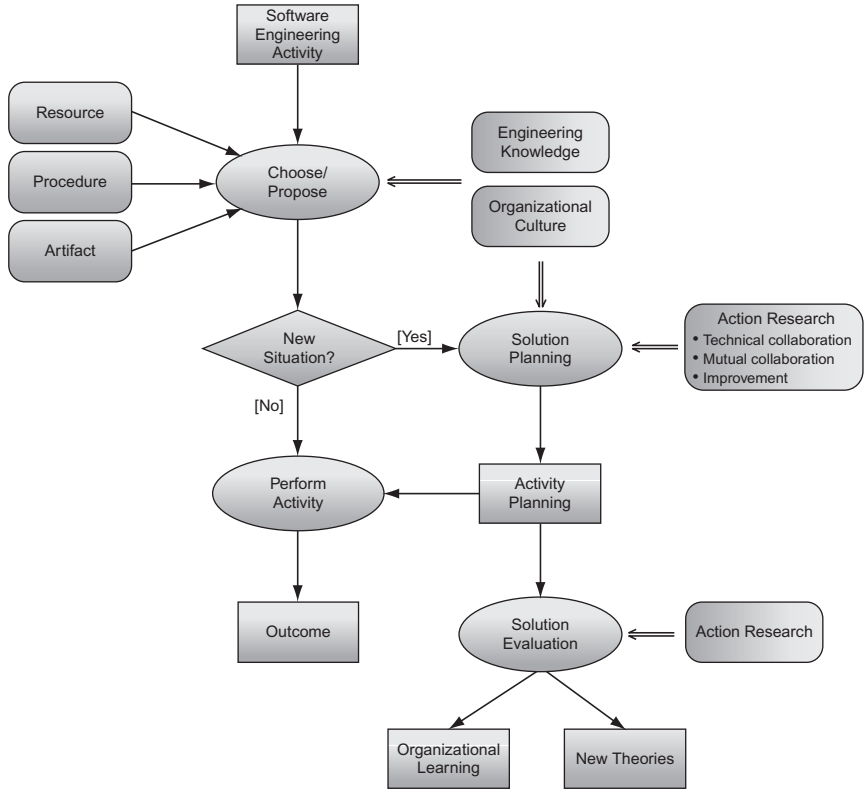 Software
Engineering
Activity
Resource
Procedure
Artifact
Choose/
Propose
Engineering
Knowledge
Organizational
Culture
New
Situation?
[Yes]
[No]
Solution
Planning
Action Research
• Technical collaboration
• Mutual collaboration
• Improvement
Perform
Activity
Activity
Planning
Outcome
Solution
Evaluation
Action Research
Organizational
Learning
New Theories